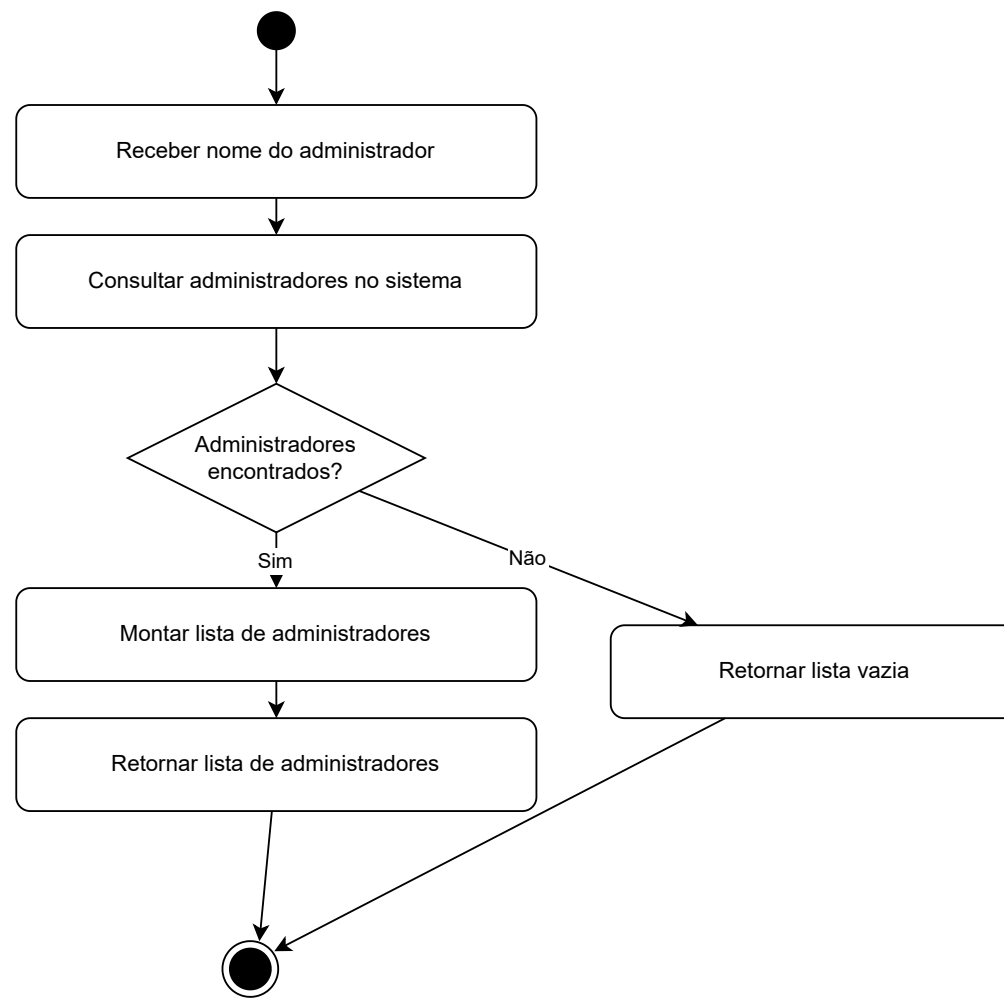 Receber nome do administrador
Consultar administradores no sistema
Administradores
encontrados?
Sim
Não
Montar lista de administradores
Retornar lista vazia
Retornar lista de administradores